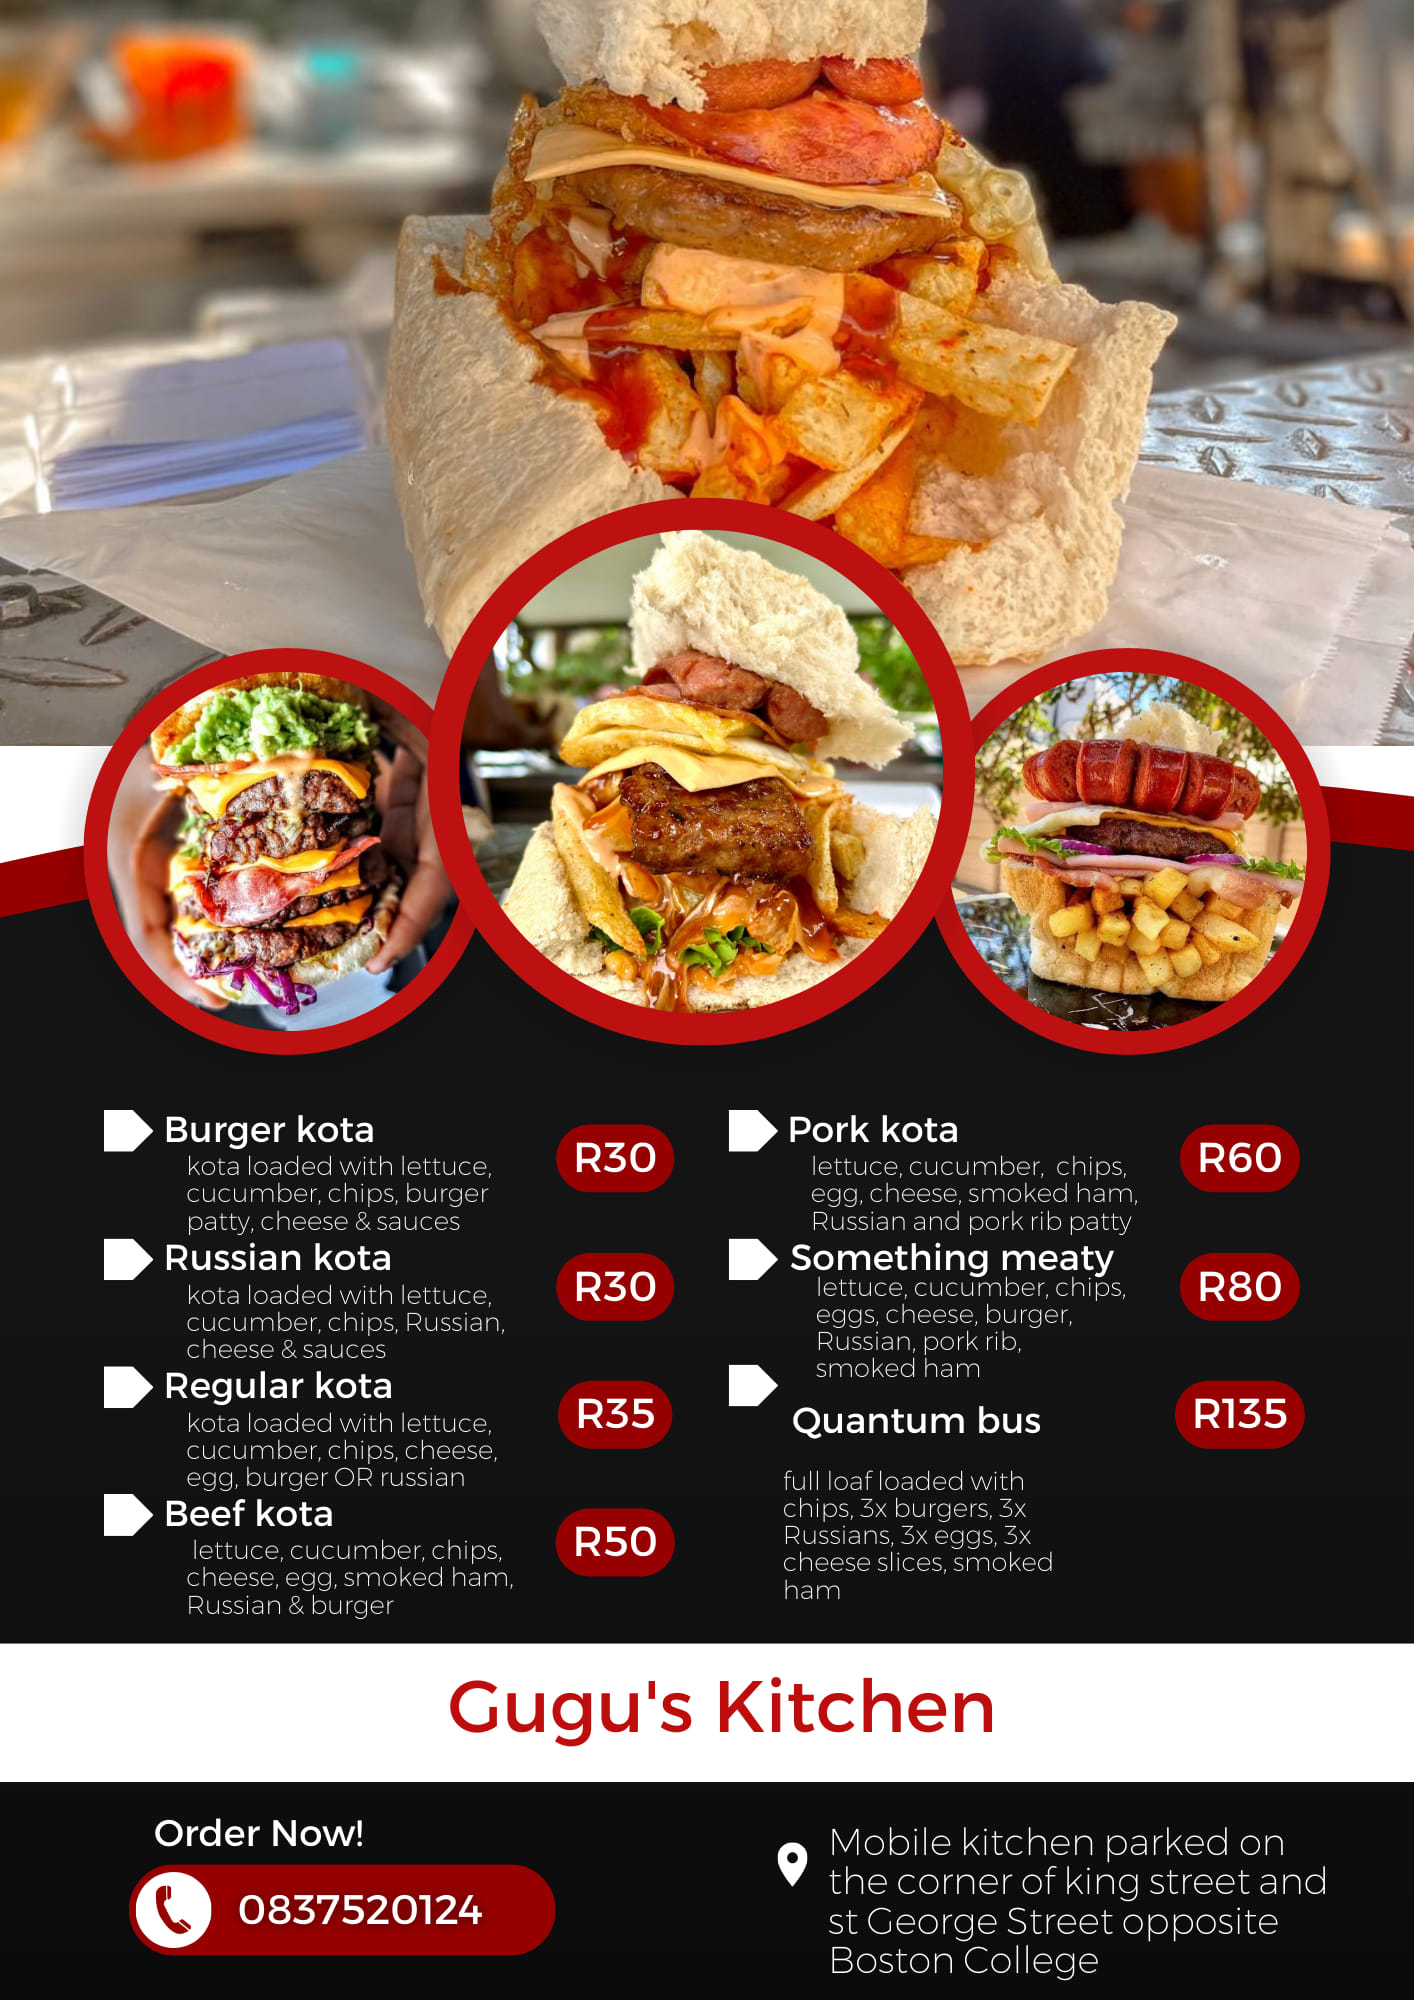 Burger kota
kota loaded with lettuce,
cucumber, chips, burger
patty, cheese & sauces
R30
Russian kota
kota loaded with lettuce,
cucumber, chips, Russian,
cheese & sauces
R30
Regular kota
kota loaded with lettuce,
cucumber, chips, cheese,
egg, burger OR russian
R35
Beef kota
lettuce, cucumber, chips,
cheese, egg, smoked ham,
Russian & burger
R50
Pork kota
lettuce, cucumber, chips,
egg, cheese, smoked ham,
Russian and pork rib patty
R60
Something meaty
lettuce, cucumber, chips,
eggs, cheese, burger,
Russian, pork rib,
smoked ham
R80
Quantum bus
R135
full loaf loaded with
chips, 3x burgers, 3x
Russians, 3x eggs, 3x
cheese slices, smoked
ham
Gugu's Kitchen
Order Now!
0837520124
Mobile kitchen parked on
the corner of king street and
st George Street opposite
Boston College